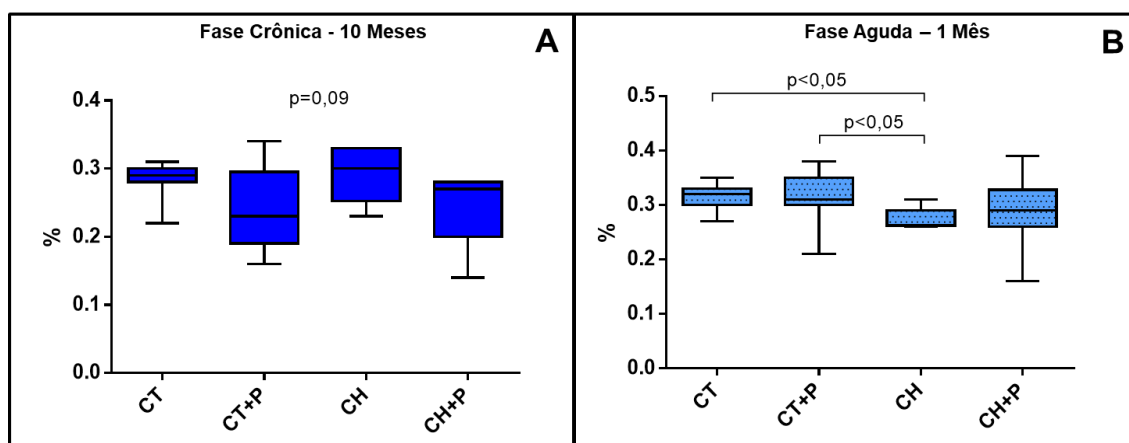 Fase Crônica - 10 Meses
A
p=0,09
0.4
0.3
0.2
0.1
0.0
%
CT
CT+P
CH
CH+P
Fase Aguda – 1 Mês
B
p<0,05
p<0,05
0.5
0.4
0.3
0.2
0.1
0.0
%
CT
CT+P
CH
CH+P